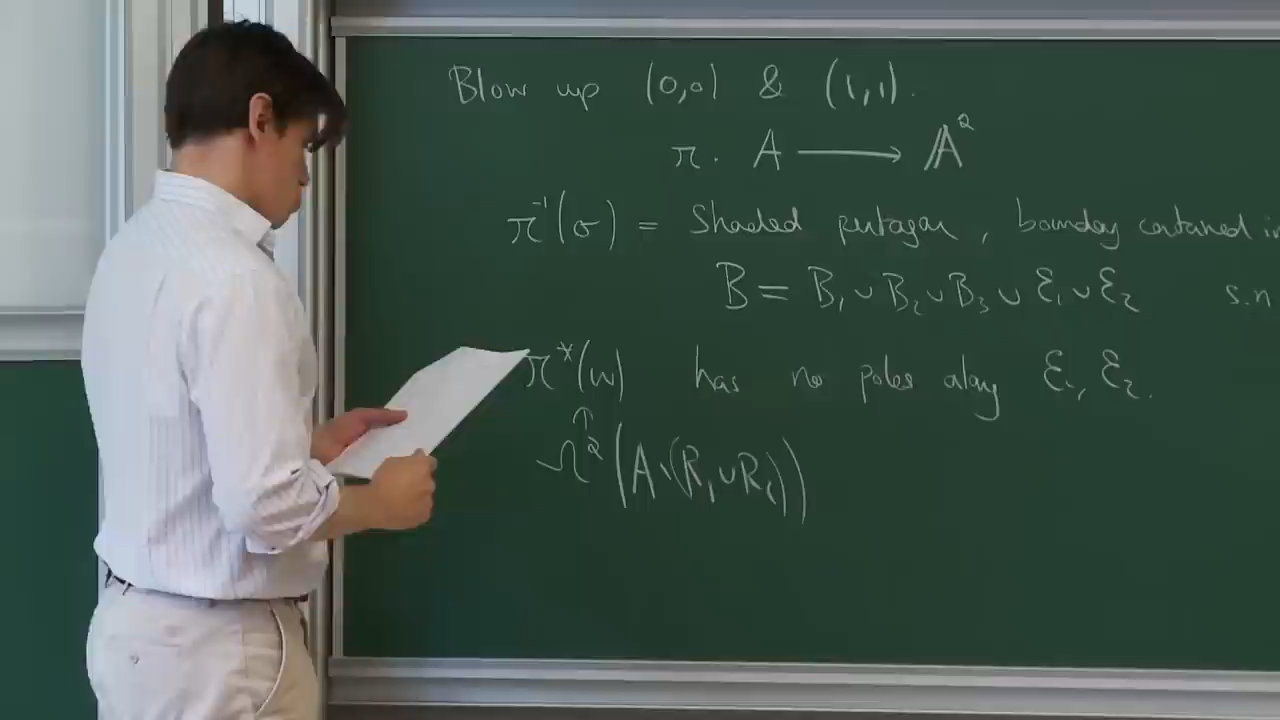 Blow up (0,0) & (1,1).
π. A ⟶ 𝔸²
π⁻¹(σ) = Shaded pentagon, boundary contained in
B = B₁ ∪ B₂ ∪ B₃ ∪ ℰ₁ ∪ ℰ₂ s.n
π*(ω) has no poles along ℰ₁, ℰ₂.
↑
Ω²(A\(R₁∪R₂))